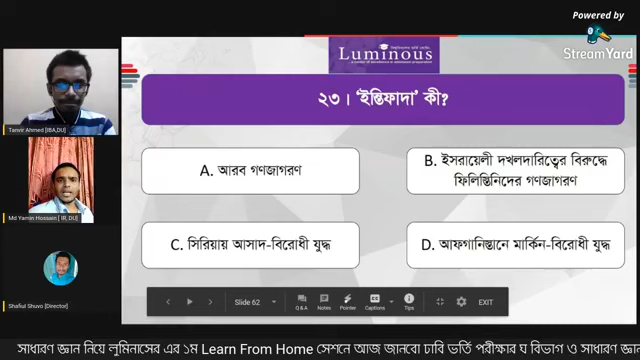 Powered by
StreamYard
Luminous
২৩। ‘ইন্তিফাদা’ কী?
Tanvir Ahmed [IBA,DU]
A. আরব গণজাগরণ
B. ইসরায়েলী দখলদারিত্বের বিরুদ্ধে
ফিলিস্তিনিদের গণজাগরণ
Md Yamin Hossain [ IR, DU]
C. সিরিয়ায় আসাদ-বিরোধী যুদ্ধ
D. আফগানিস্তানে মার্কিন-বিরোধী যুদ্ধ
Shafiul Shuvo [Director]
Slide 62
Q&A
Notes
Pointer
Captions
Tips
EXIT
সাধারণ জ্ঞান নিয়ে লুমিনাসের এর ১ম Learn From Home সেশনে আজ জানবো ঢাবি ভর্তি পরীক্ষার ঘ বিভাগ ও সাধারণ জ্ঞান